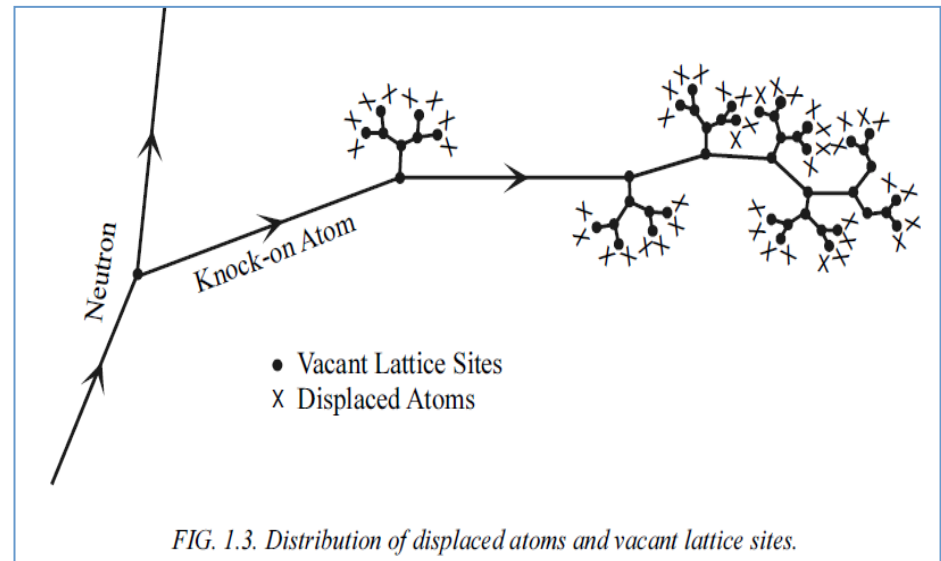 Neutron
Knock-on Atom
● Vacant Lattice Sites
X Displaced Atoms
FIG. 1.3. Distribution of displaced atoms and vacant lattice sites.